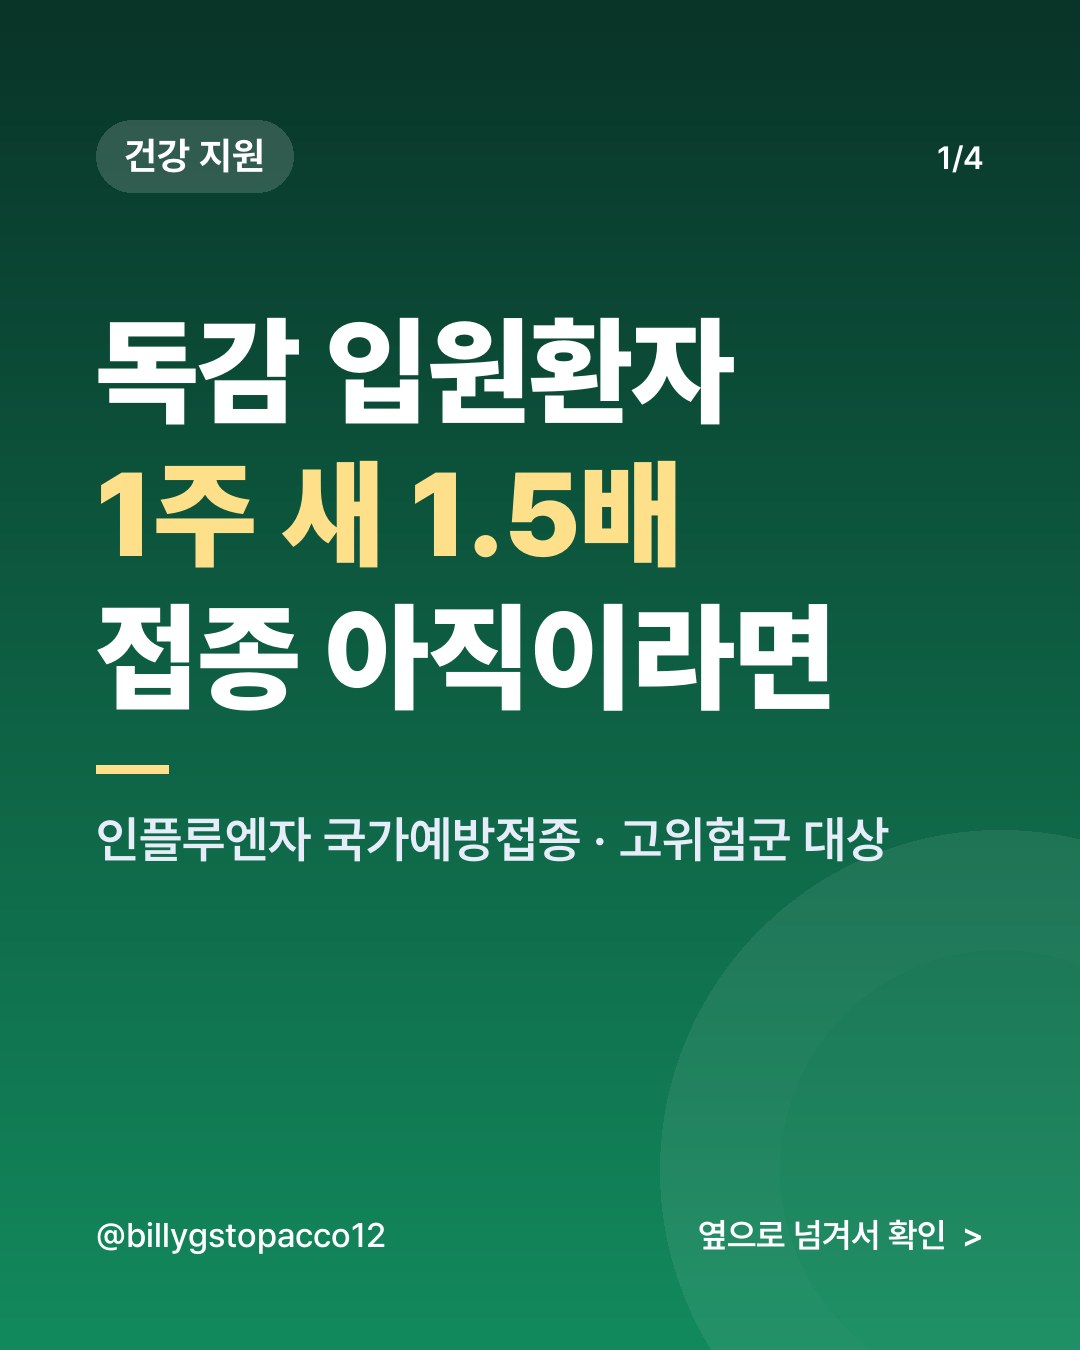 건강 지원
1/4
독감 입원환자
1주 새 1.5배
접종 아직이라면
인플루엔자 국가예방접종 · 고위험군 대상
@billygstopacco12
옆으로 넘겨서 확인 >